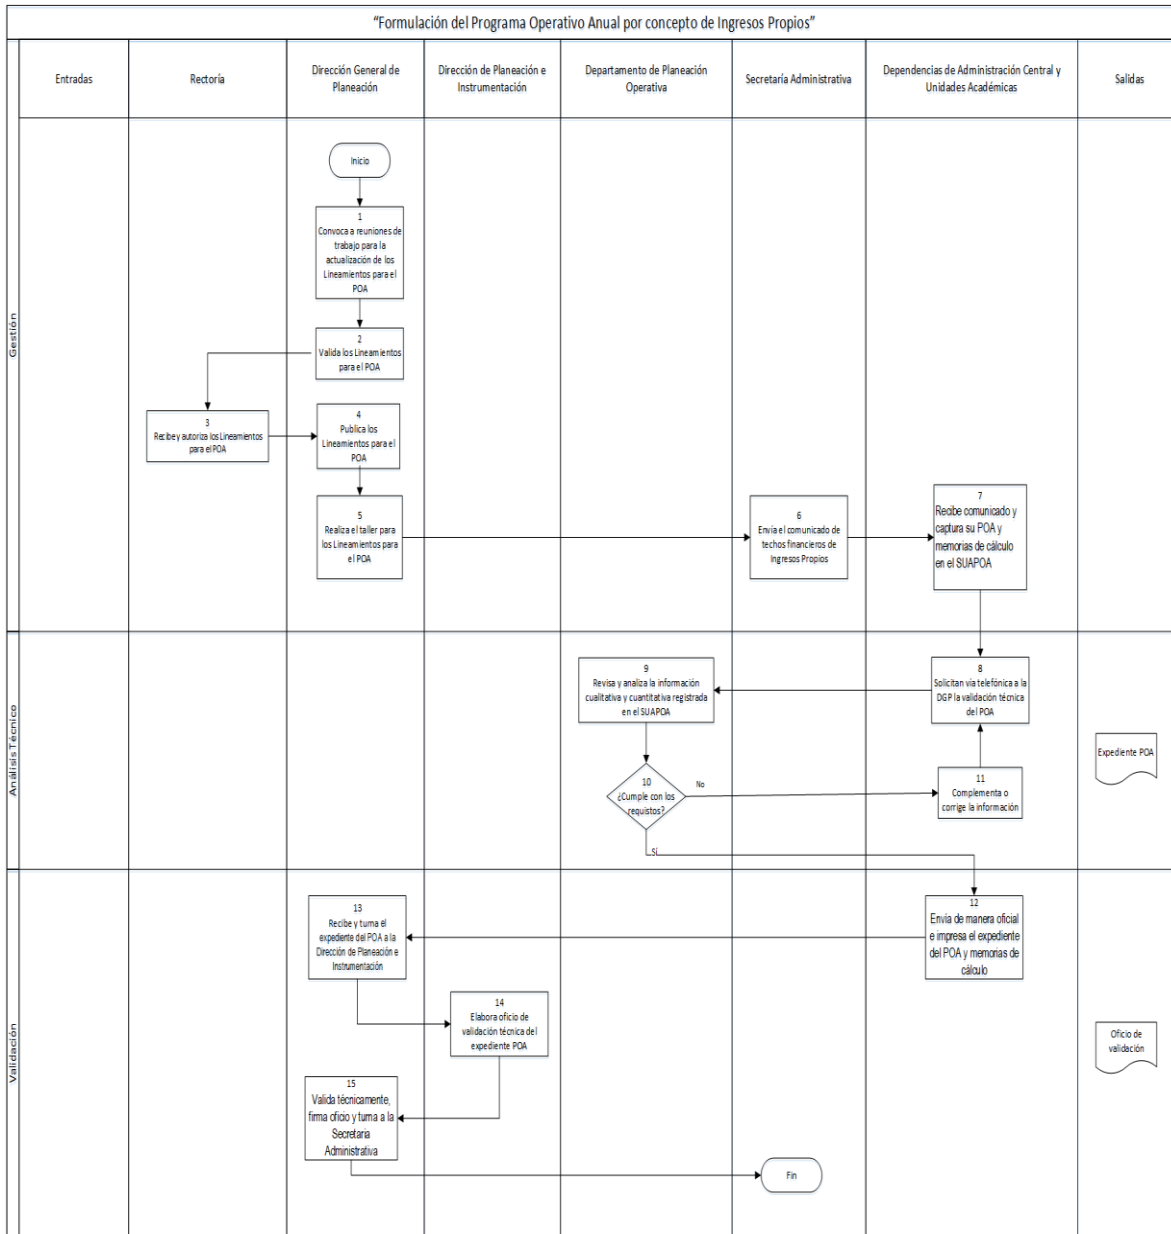 “Formulación del Programa Operativo Anual por concepto de Ingresos Propios”
Entradas
Rectoría
Dirección General de
Planeación
Dirección de Planeación e
Instrumentación
Departamento de Planeación
Operativa
Secretaría Administrativa
Dependencias de Administración Central y
Unidades Académicas
Salidas
Gestión
Inicio
1
Convoca a reuniones de
trabajo para la
actualización de los
Lineamientos para el
POA
2
Valida los Lineamientos
para el POA
3
Recibe y autoriza los Lineamientos
para el POA
4
Publica los
Lineamientos para el
POA
5
Realiza el taller para
los Lineamientos para
el POA
6
Envía el comunicado de
techos financieros de
Ingresos Propios
7
Recibe comunicado y
captura su POA y
memorias de cálculo
en el SUAPOA
Análisis Técnico
8
Solicitan vía telefónica a la
DGP la validación técnica
del POA
9
Revisa y analiza la información
cualitativa y cuantitativa registrada
en el SUAPOA
10
¿Cumple con los
requistos?
No
Sí
11
Complementa o
corrige la información
Expediente POA
Validación
12
Envia de manera oficial
e impresa el expediente
del POA y memorias de
cálculo
13
Recibe y turna el
expediente del POA a la
Dirección de Planeación e
Instrumentación
14
Elabora oficio de
validación técnica del
expediente POA
15
Valida técnicamente,
firma oficio y turna a la
Secretaria
Administrativa
Fin
Oficio de
validación